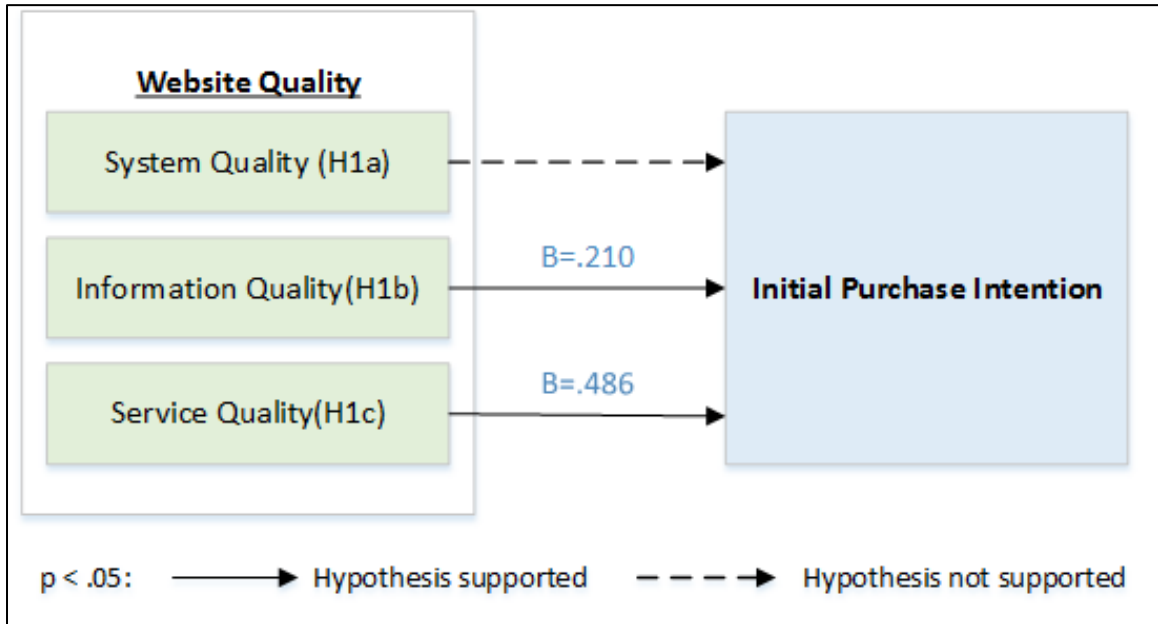 Website Quality
System Quality (H1a)
B=.210
Information Quality(H1b)
Initial Purchase Intention
B=.486
Service Quality(H1c)
p < .05:
Hypothesis supported
Hypothesis not supported